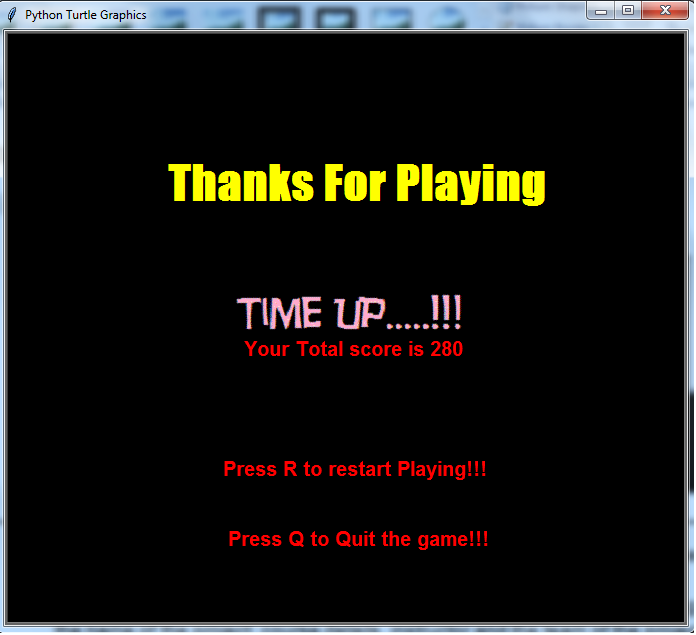 Python Turtle Graphics
Thanks For Playing
TIME UP.....!!!
Your Total score is 280
Press R to restart Playing!!!
Press Q to Quit the game!!!